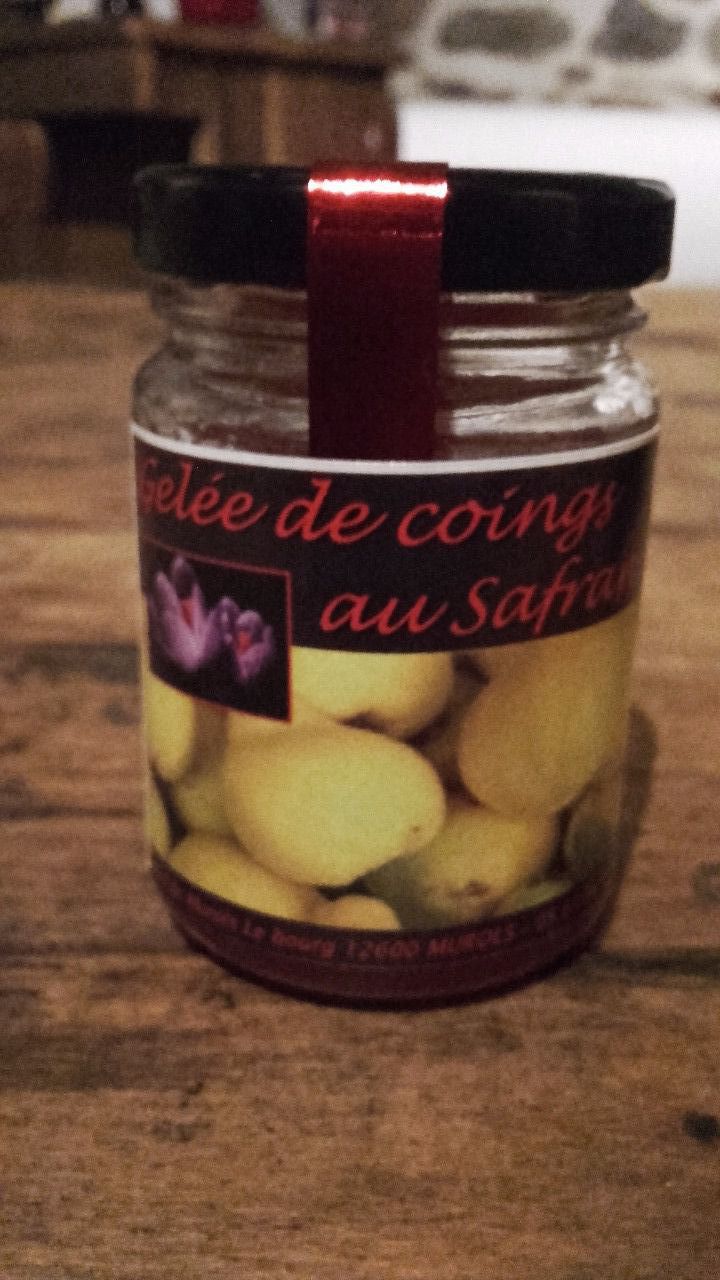 Gelée de coings
au Safran
Le Bourg 12600 MUROLS -